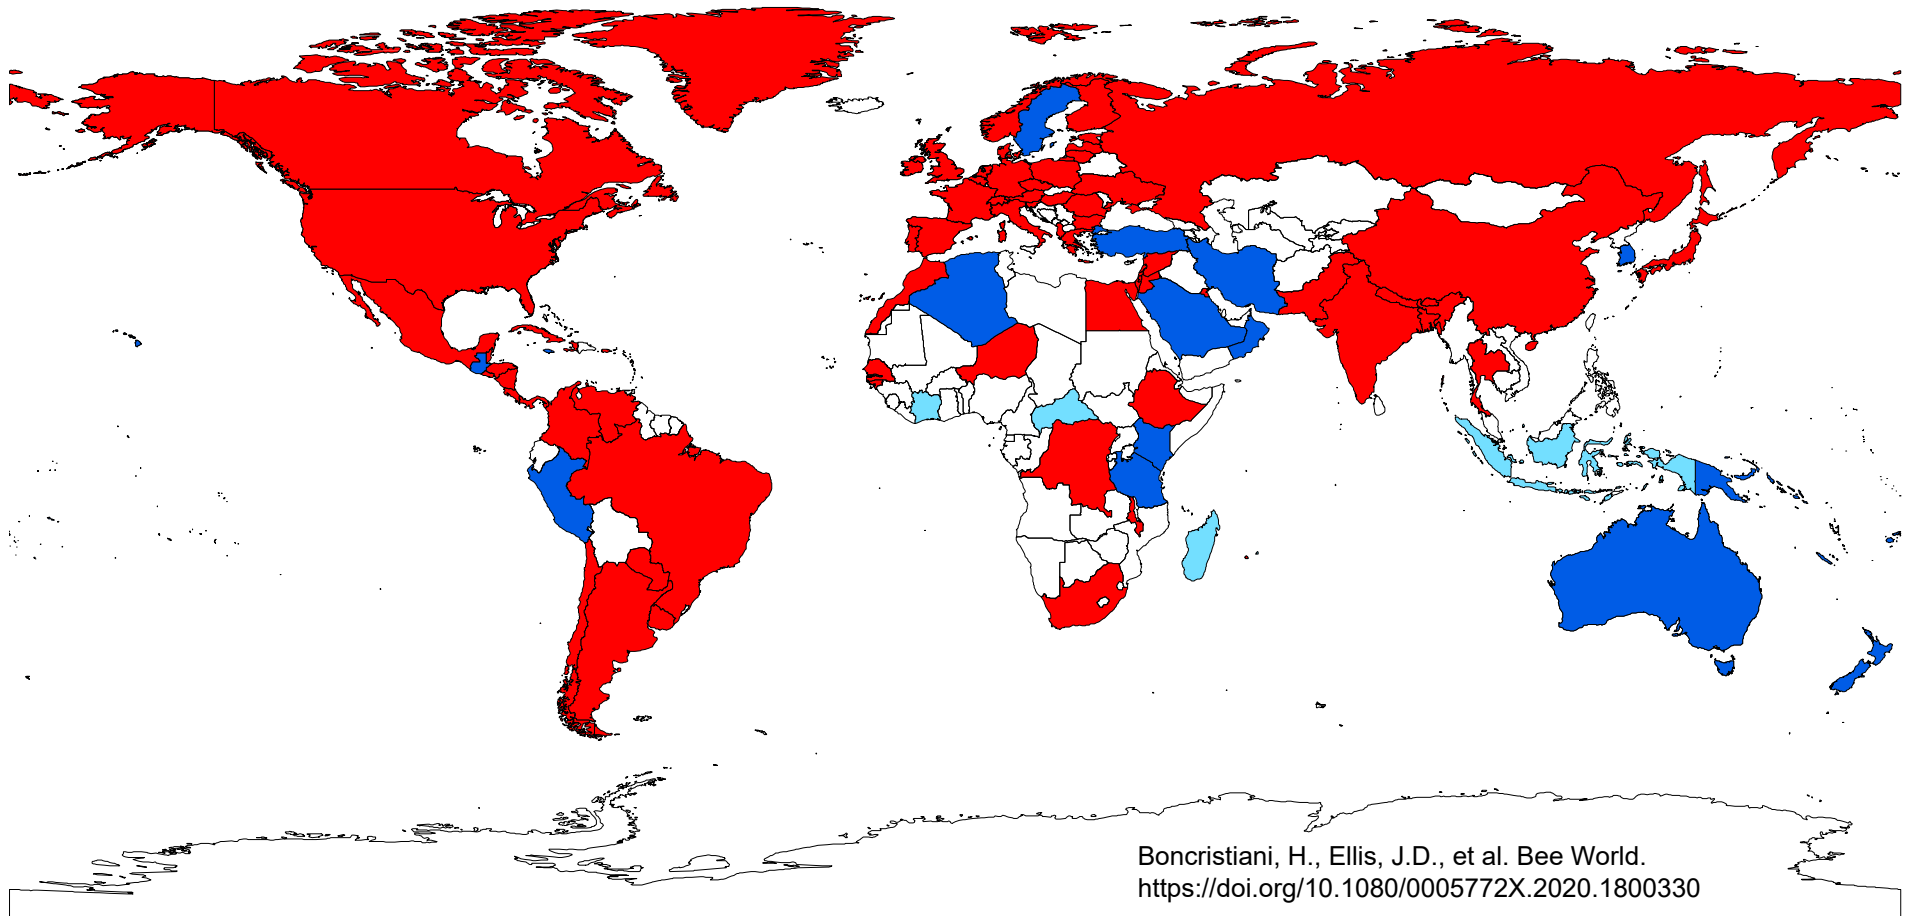 Boncristiani, H., Ellis, J.D., et al. Bee World.
https://doi.org/10.1080/0005772X.2020.1800330